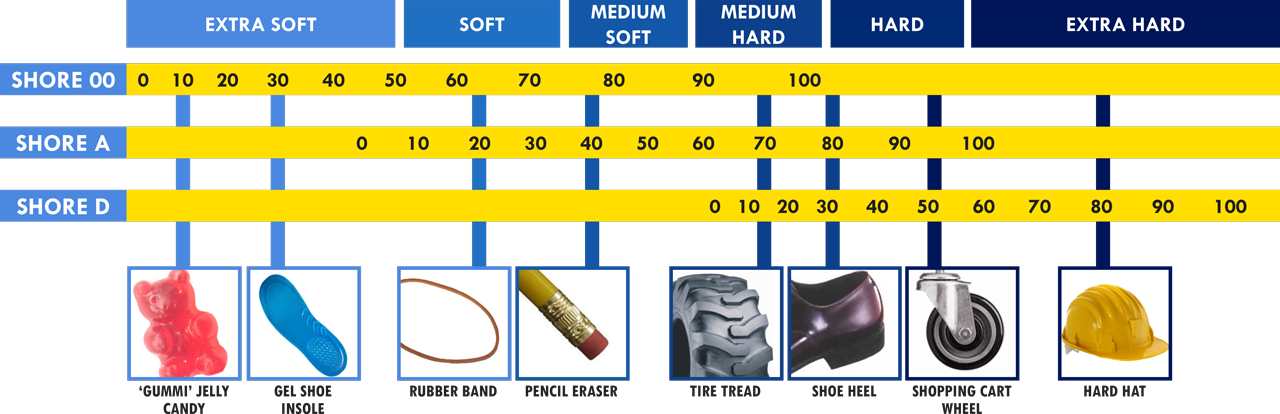 EXTRA SOFT
SOFT
MEDIUM
SOFT
MEDIUM
HARD
HARD
EXTRA HARD
SHORE 00 0 10 20 30 40 50 60 70 80 90 100
SHORE A 0 10 20 30 40 50 60 70 80 90 100
SHORE D 0 10 20 30 40 50 60 70 80 90 100
‘GUMMI’ JELLY
CANDY
GEL SHOE
INSOLE
RUBBER BAND
PENCIL ERASER
TIRE TREAD
SHOE HEEL
SHOPPING CART
WHEEL
HARD HAT